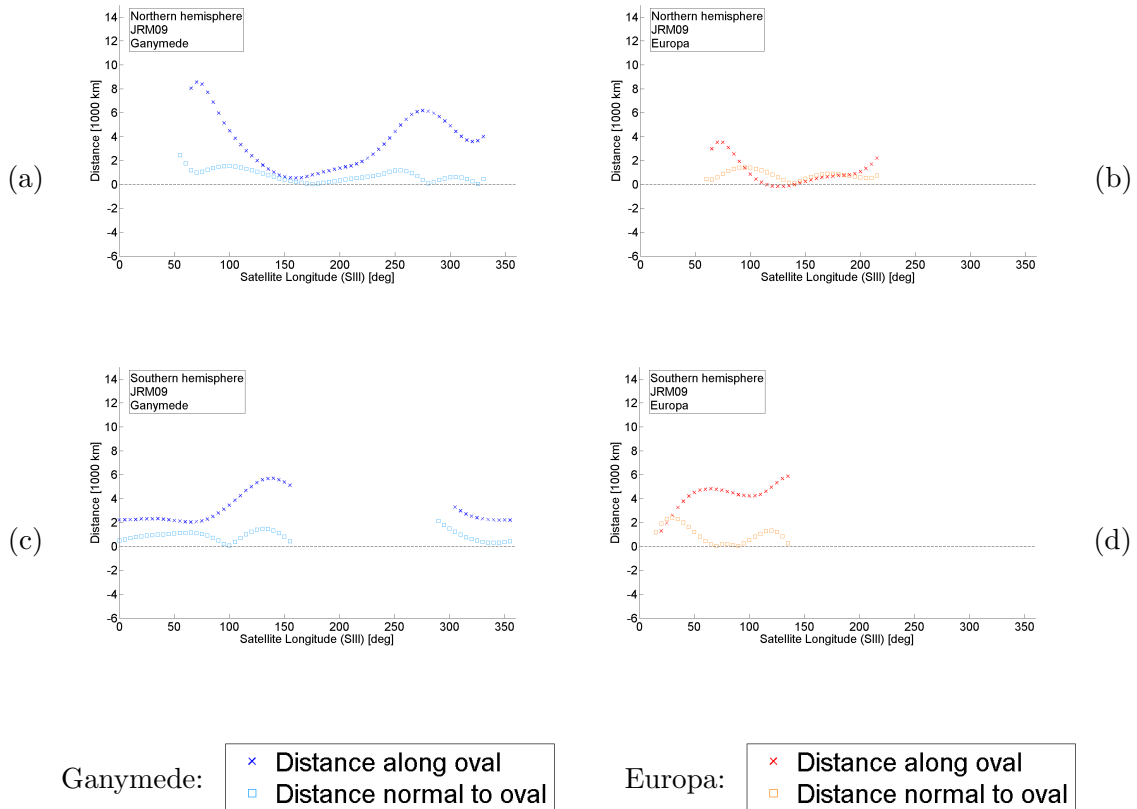 (a)
Northern hemisphere
JRM09
Ganymede
Distance [1000 km]
14
12
10
8
6
4
2
0
-2
-4
-6
0 50 100 150 200 250 300 350
Satellite Longitude (SIII) [deg]
(b)
Northern hemisphere
JRM09
Europa
Distance [1000 km]
14
12
10
8
6
4
2
0
-2
-4
-6
0 50 100 150 200 250 300 350
Satellite Longitude (SIII) [deg]
(c)
Southern hemisphere
JRM09
Ganymede
Distance [1000 km]
14
12
10
8
6
4
2
0
-2
-4
-6
0 50 100 150 200 250 300 350
Satellite Longitude (SIII) [deg]
(d)
Southern hemisphere
JRM09
Europa
Distance [1000 km]
14
12
10
8
6
4
2
0
-2
-4
-6
0 50 100 150 200 250 300 350
Satellite Longitude (SIII) [deg]
Ganymede:
Distance along oval
Distance normal to oval
Europa:
Distance along oval
Distance normal to oval